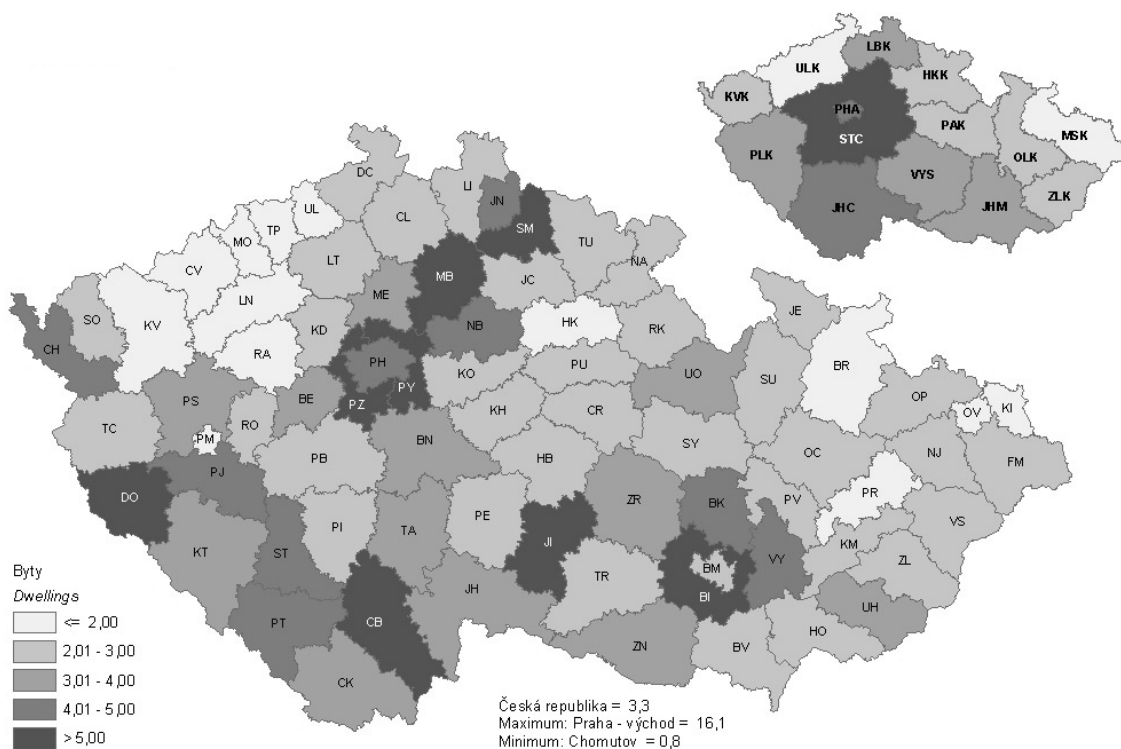 LBK
ULK
HKK
KVK
PHA
PAK
STC
MSK
PLK
OLK
VYS
ZLK
JHC
JHM
DC
LI
JN
UL
SM
TP
CL
MO
TU
CV
LT
NA
MB
JC
LN
ME
SO
KV
KD
NB
HK
RK
JE
CH
RA
PH
PU
BR
PY
KO
UO
SU
PS
BE
PZ
OP
KI
OV
TC
RO
KH
CR
PM
BN
SY
PB
HB
OC
NJ
FM
PJ
DO
ZR
PR
BK
PV
PI
TA
PE
VS
JI
KT
ST
VY
KM
ZL
BM
TR
JH
BI
UH
PT
CB
HO
ZN
BV
CK
Byty
Dwellings
<= 2,00
2,01 - 3,00
3,01 - 4,00
4,01 - 5,00
> 5,00
Česká republika = 3,3
Maximum: Praha - východ = 16,1
Minimum: Chomutov = 0,8